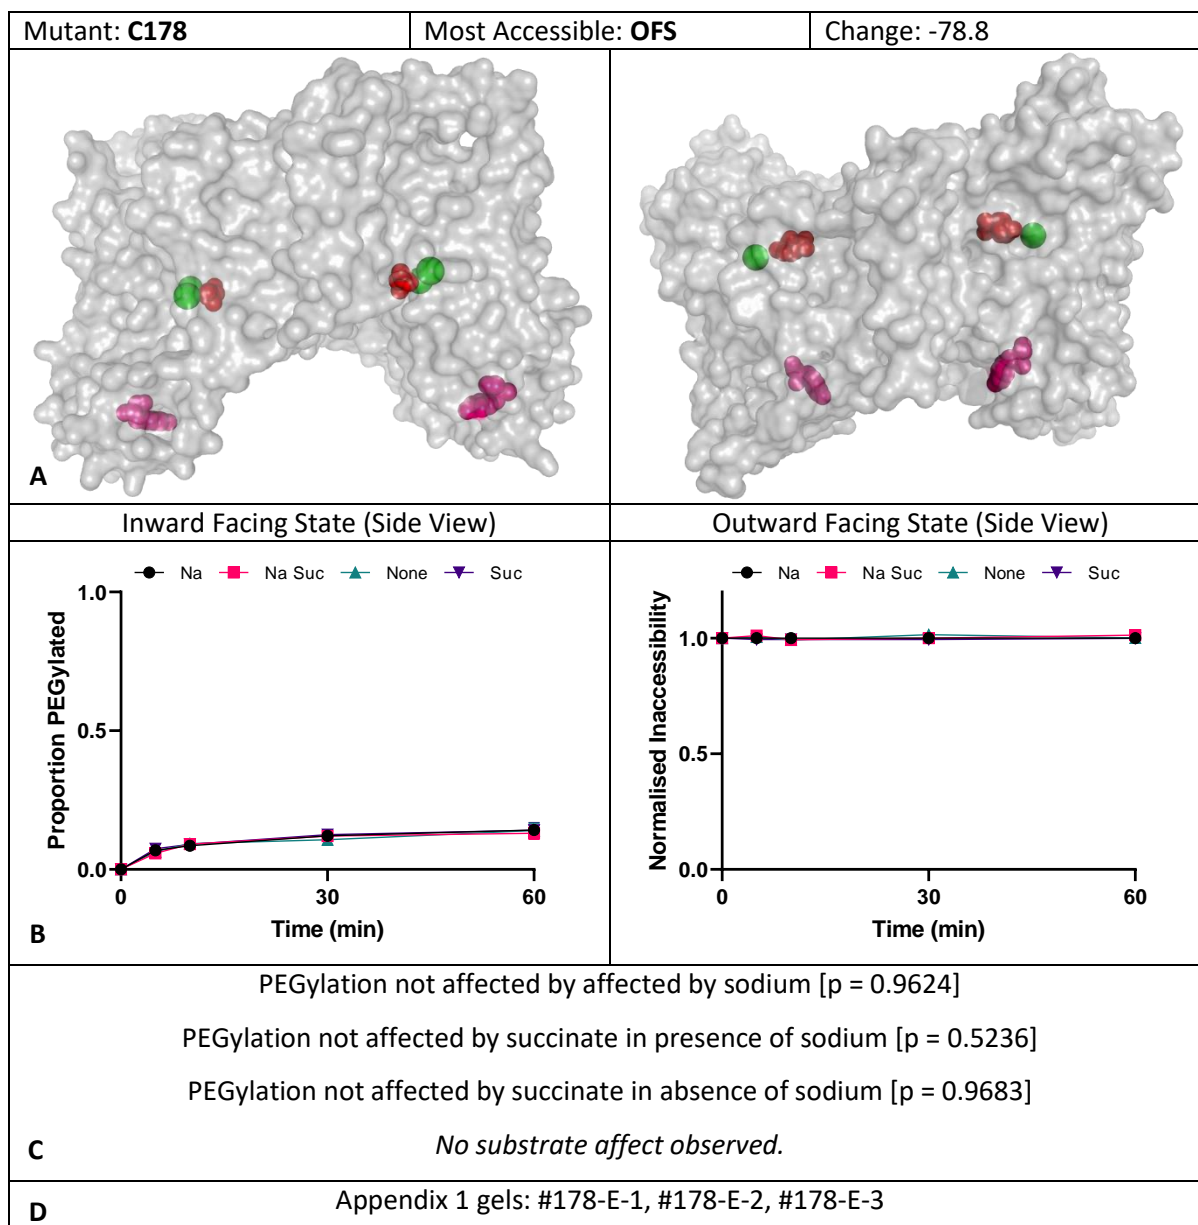 Mutant: C178
Most Accessible: OFS
Change: -78.8
A
Inward Facing State (Side View)
Outward Facing State (Side View)
Na
Na Suc
None
Suc
1.0
0.5
0.0
Proportion PEGylated
0
30
60
Time (min)
B
Na
Na Suc
None
Suc
1.0
0.5
0.0
Normalised Inaccessibility
0
30
60
Time (min)
PEGylation not affected by affected by sodium [p = 0.9624]
PEGylation not affected by succinate in presence of sodium [p = 0.5236]
PEGylation not affected by succinate in absence of sodium [p = 0.9683]
No substrate affect observed.
C
Appendix 1 gels: #178-E-1, #178-E-2, #178-E-3
D